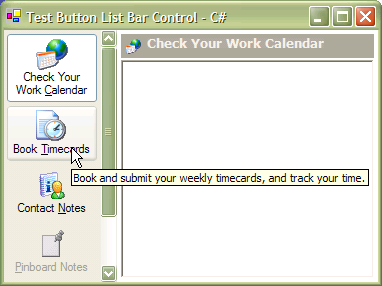 Test Button List Bar Control - C#
Check Your
Work Calendar
Check Your Work Calendar
Book Timecards
Book and submit your weekly timecards, and track your time.
Contact Notes
Pinboard Notes